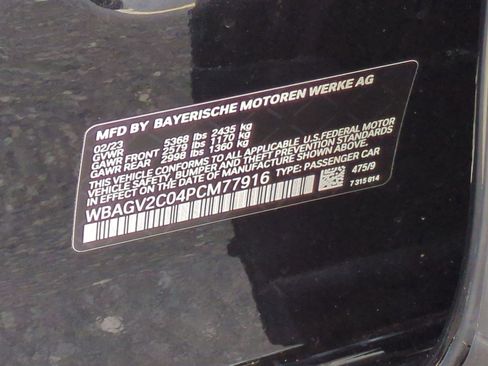 MFD BY BAYERISCHE MOTOREN WERKE AG
02/23
GVWR 5368 lbs 2435 kg
GAWR FRONT 2579 lbs 1170 kg
GAWR REAR 2998 lbs 1360 kg
THIS VEHICLE CONFORMS TO ALL APPLICABLE U.S. FEDERAL MOTOR
VEHICLE SAFETY, BUMPER, AND THEFT PREVENTION STANDARDS
IN EFFECT ON THE DATE OF MANUFACTURE SHOWN ABOVE.
WBAGV2C04PCM77916 TYPE: PASSENGER CAR
475/9
7 315 614